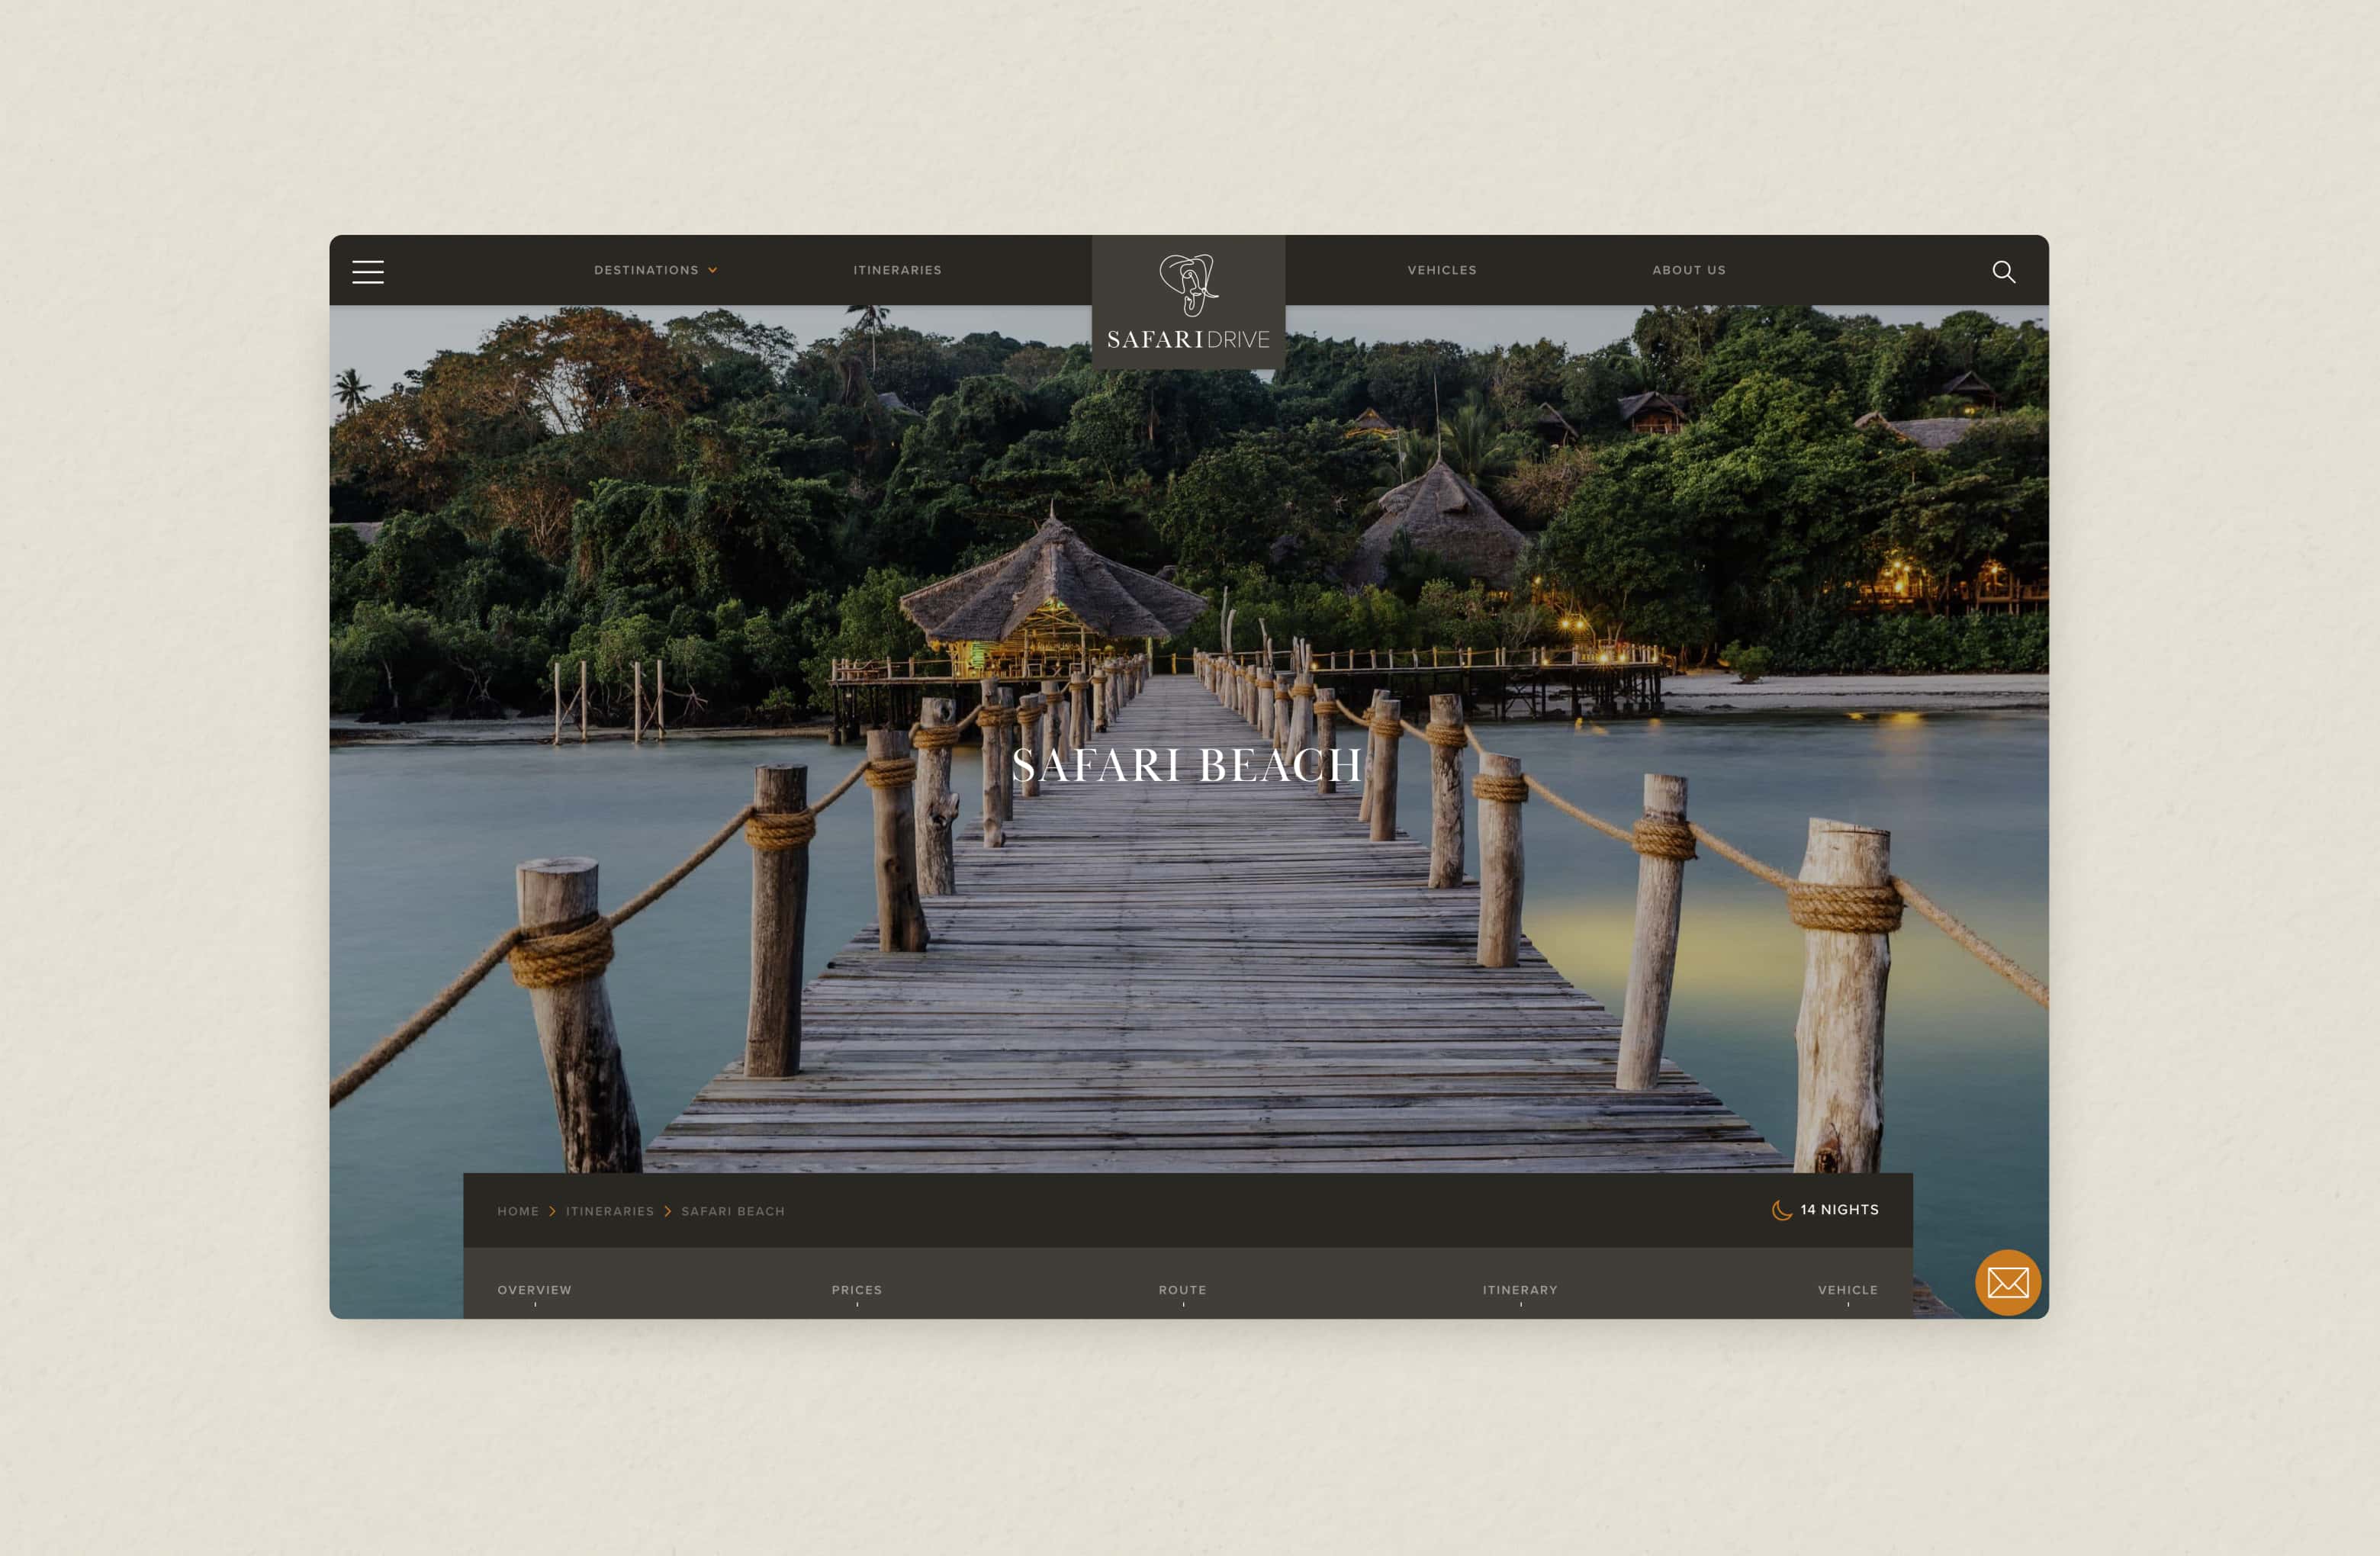 DESTINATIONS
ITINERARIES
SAFARIDRIVE
VEHICLES
ABOUT US
SAFARI BEACH
HOME > ITINERARIES > SAFARI BEACH
14 NIGHTS
OVERVIEW
PRICES
ROUTE
ITINERARY
VEHICLE